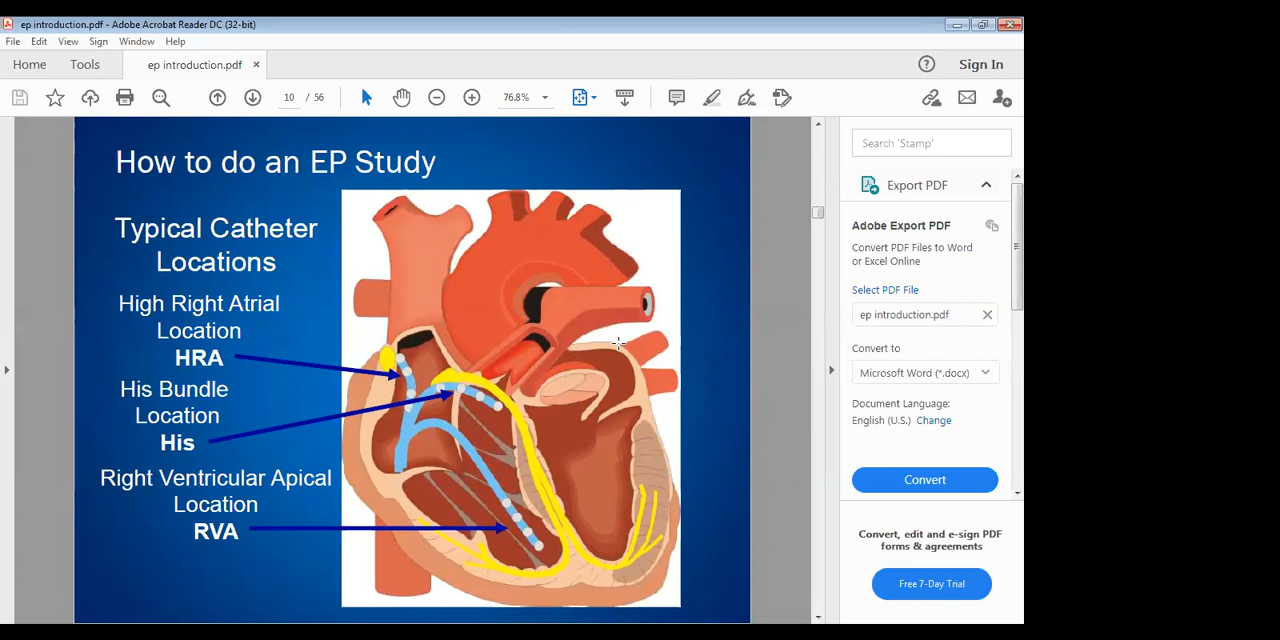 ep introduction.pdf - Adobe Acrobat Reader DC (32-bit)
File Edit View Sign Window Help
Home Tools ep introduction.pdf × Sign In
10 / 56 76.8%
How to do an EP Study
Typical Catheter
Locations
High Right Atrial
Location
HRA
His Bundle
Location
His
Right Ventricular Apical
Location
RVA
Search 'Stamp'
Export PDF
Adobe Export PDF
Convert PDF Files to Word
or Excel Online
Select PDF File
ep introduction.pdf
Convert to
Microsoft Word (*.docx)
Document Language:
English (U.S.) Change
Convert
Convert, edit and e-sign PDF
forms & agreements
Free 7-Day Trial